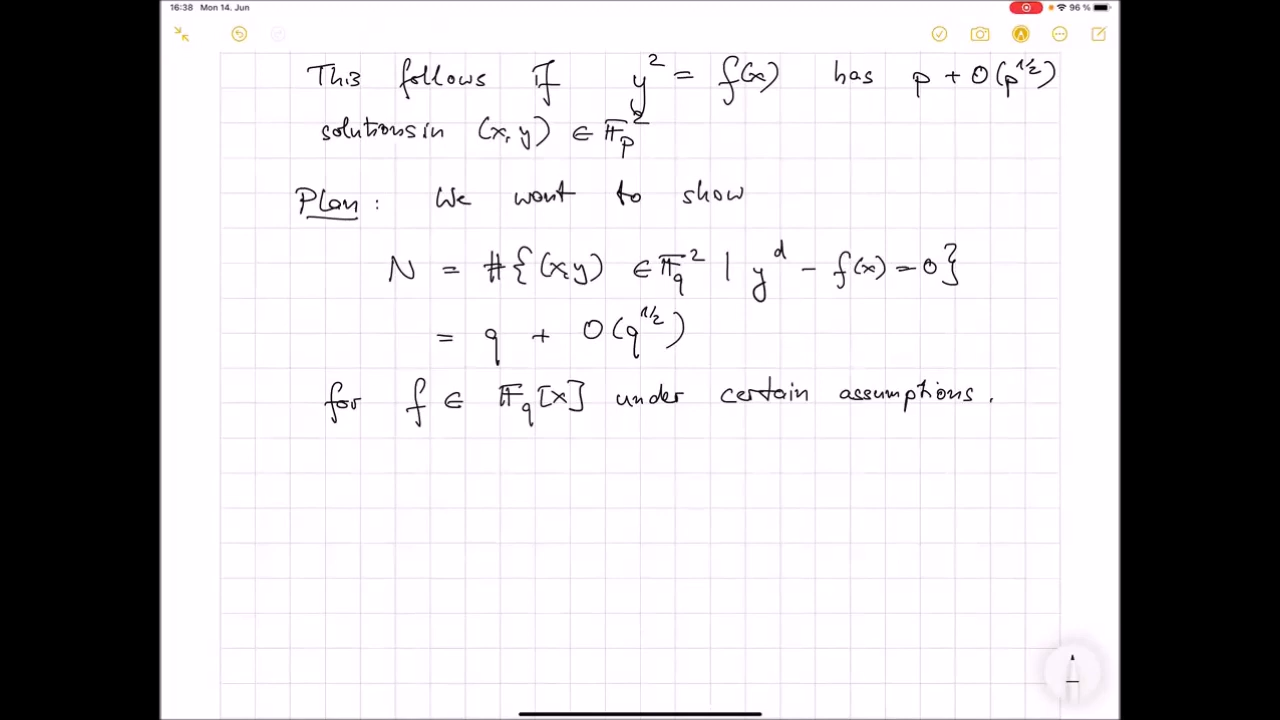 16:38 Mon 14. Jun 96 %
This follows if y² = f(x) has p + O(p^{1/2})
solutions in (x, y) ∈ 𝔽_p²
Plan : We want to show
N = #{(x,y) ∈ 𝔽_q² | y^d - f(x) = 0}
= q + O(q^{1/2})
for f ∈ 𝔽_q[X] under certain assumptions.